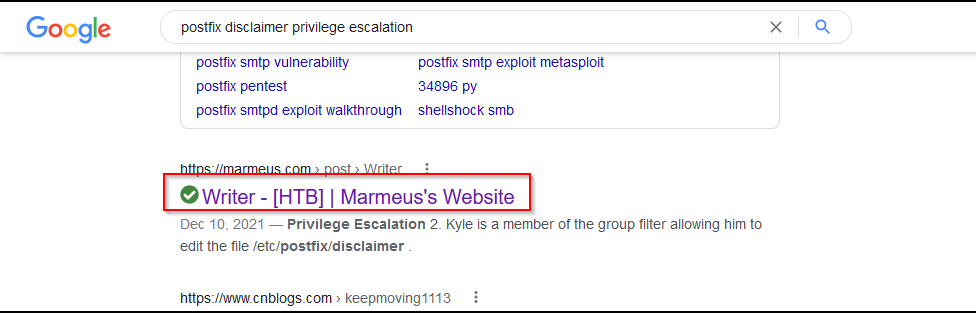 Google
postfix disclaimer privilege escalation
postfix smtp vulnerability postfix smtp exploit metasploit
postfix pentest 34896 py
postfix smtpd exploit walkthrough shellshock smb
https://marmeus.com › post › Writer
Writer - [HTB] | Marmeus's Website
Dec 10, 2021 — Privilege Escalation 2. Kyle is a member of the group filter allowing him to
edit the file /etc/postfix/disclaimer .
https://www.cnblogs.com › keepmoving1113